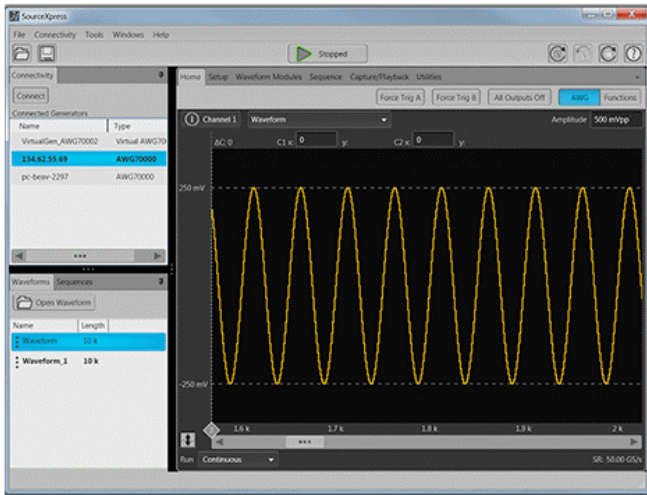 SourceXpress
File Connectivity Tools Windows Help
Stopped
Connectivity
Connect
Connected Generators
Name Type
VirtualGen_AWG70002 Virtual AWG70
134.62.55.69 AWG70000
pc-beav-2297 AWG70000
Waveforms Sequences
Open Waveform
Name Length
Waveform 10 k
Waveform_1 10 k
Home Setup Waveform Modules Sequence Capture/Playback Utilities
Force Trig A Force Trig B All Outputs Off AWG Functions
Channel 1 Waveform Amplitude 500 mVpp
ΔC: 0 C1 x: 0 y: C2 x: 0 y:
250 mV
-250 mV
1.6 k 1.7 k 1.8 k 1.9 k 2 k
Run Continuous SR: 50.00 GS/s